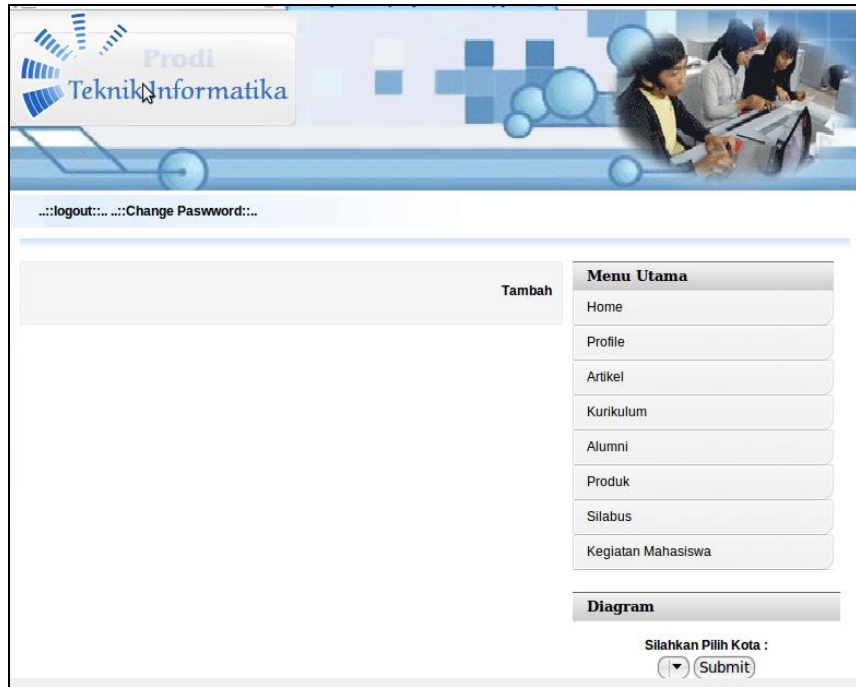 Prodi
Teknik Informatika
..::logout::.. ..::Change Paswword::..
Tambah
Menu Utama
Home
Profile
Artikel
Kurikulum
Alumni
Produk
Silabus
Kegiatan Mahasiswa
Diagram
Silahkan Pilih Kota :
Submit